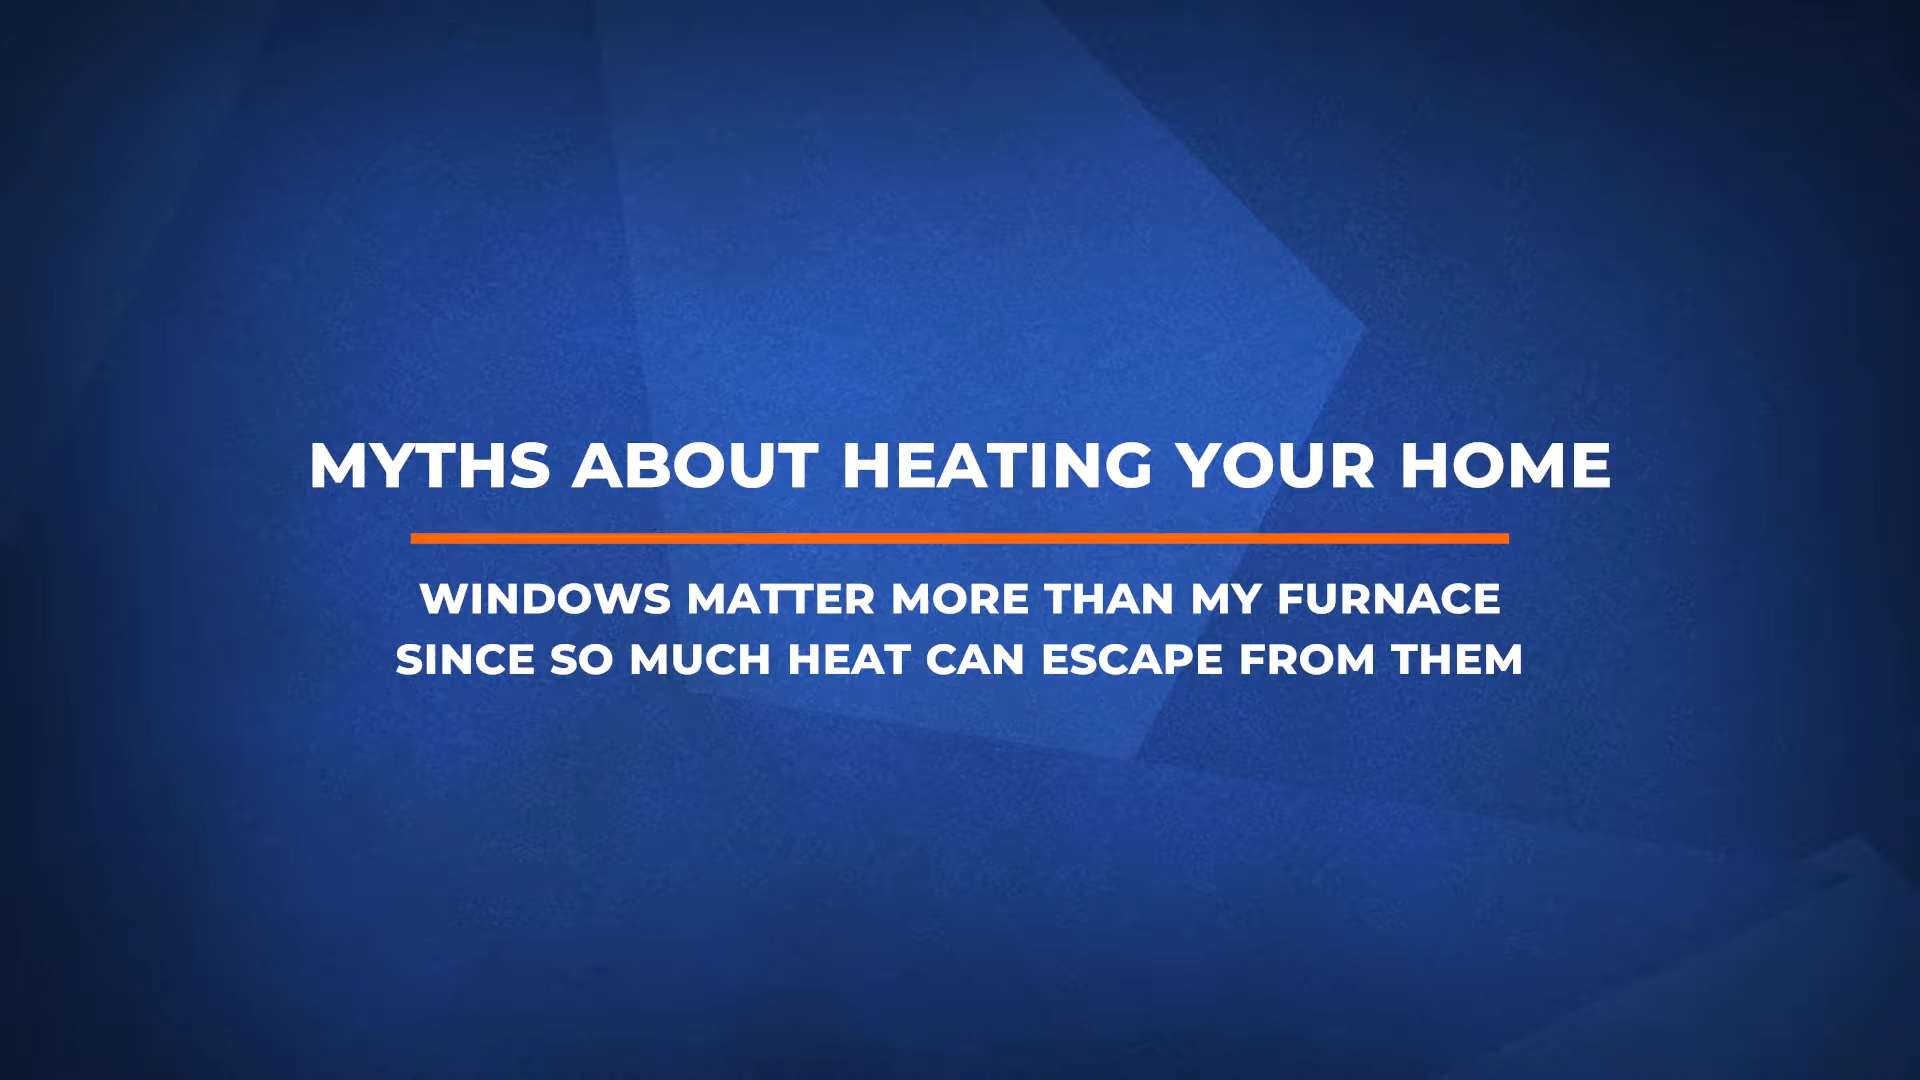 MYTHS ABOUT HEATING YOUR HOME
WINDOWS MATTER MORE THAN MY FURNACE
SINCE SO MUCH HEAT CAN ESCAPE FROM THEM